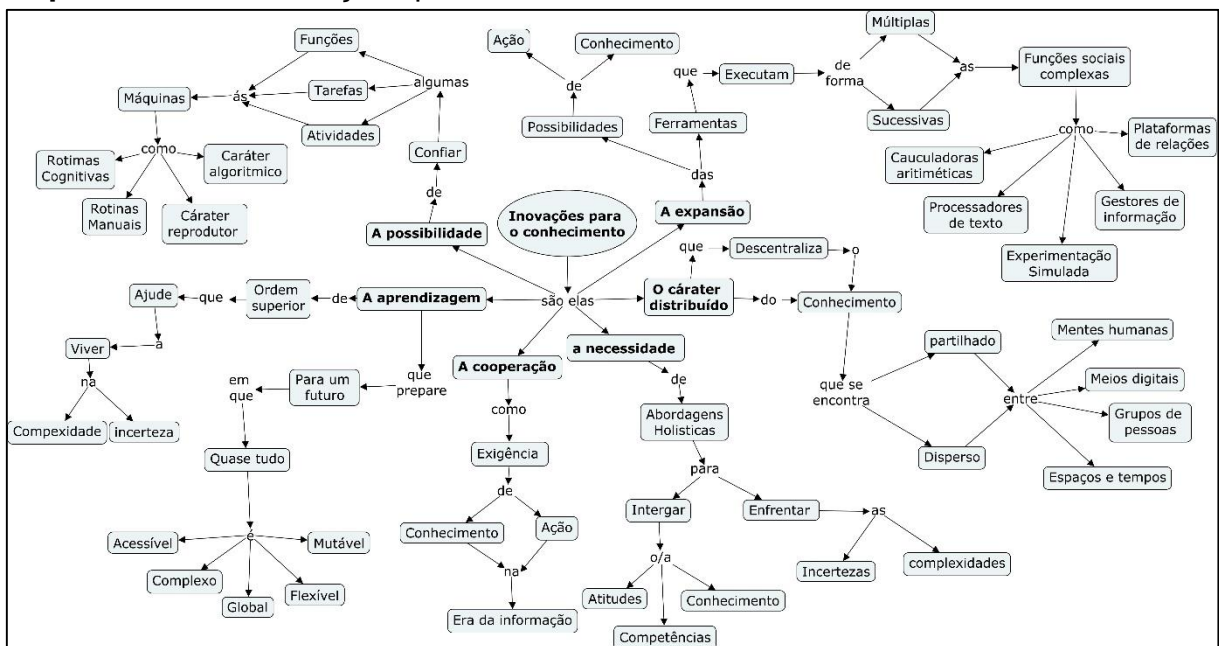 Funções
algumas
Tarefas
Atividades
ás
Máquinas
como
Rotimas
Cognitivas
Caráter
algoritmico
Rotinas
Manuais
Cárater
reprodutor
Confiar
de
A possibilidade
Ação
Conhecimento
de
Possibilidades
que
Ferramentas
das
A expansão
Executam
de
forma
Múltiplas
Sucessivas
as
Funções sociais
complexas
como
Cauculadoras
aritiméticas
Processadores
de texto
Experimentação
Simulada
Gestores de
informação
Plataformas
de relações
Inovações para
o conhecimento
são elas
que
Descentraliza
o
O cárater
distribuído
do
Conhecimento
que se
encontra
partilhado
Disperso
entre
Mentes humanas
Meios digitais
Grupos de
pessoas
Espaços e tempos
A aprendizagem
de
Ordem
superior
que
Ajude
a
Viver
na
Compexidade
incerteza
que
prepare
Para um
futuro
em
que
Quase tudo
é
Acessível
Complexo
Global
Flexível
Mutável
A cooperação
como
Exigência
de
Conhecimento
Ação
na
Era da informação
a necessidade
de
Abordagens
Holisticas
para
Intergar
o/a
Atitudes
Competências
Conhecimento
Enfrentar
as
Incertezas
complexidades